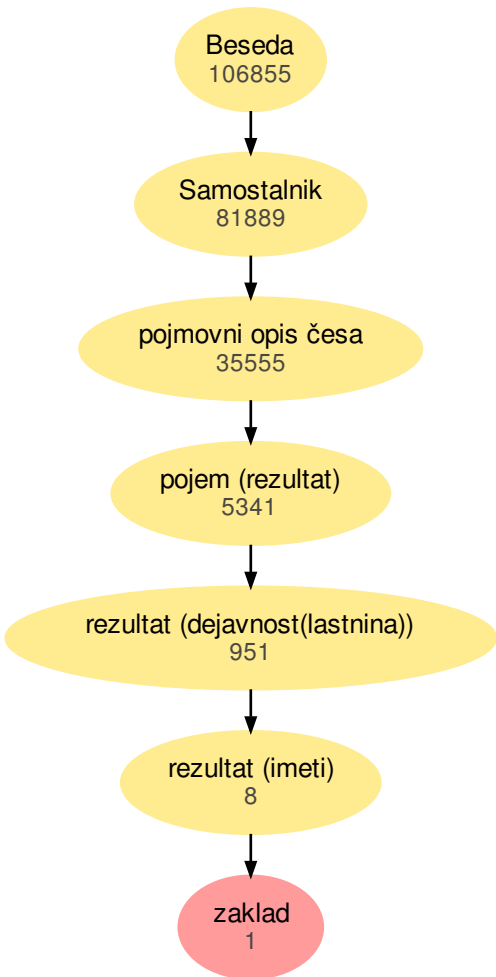 Beseda
106855
Samostalnik
81889
pojmovni opis česa
35555
pojem (rezultat)
5341
rezultat (dejavnost(lastnina))
951
rezultat (imeti)
8
zaklad
1